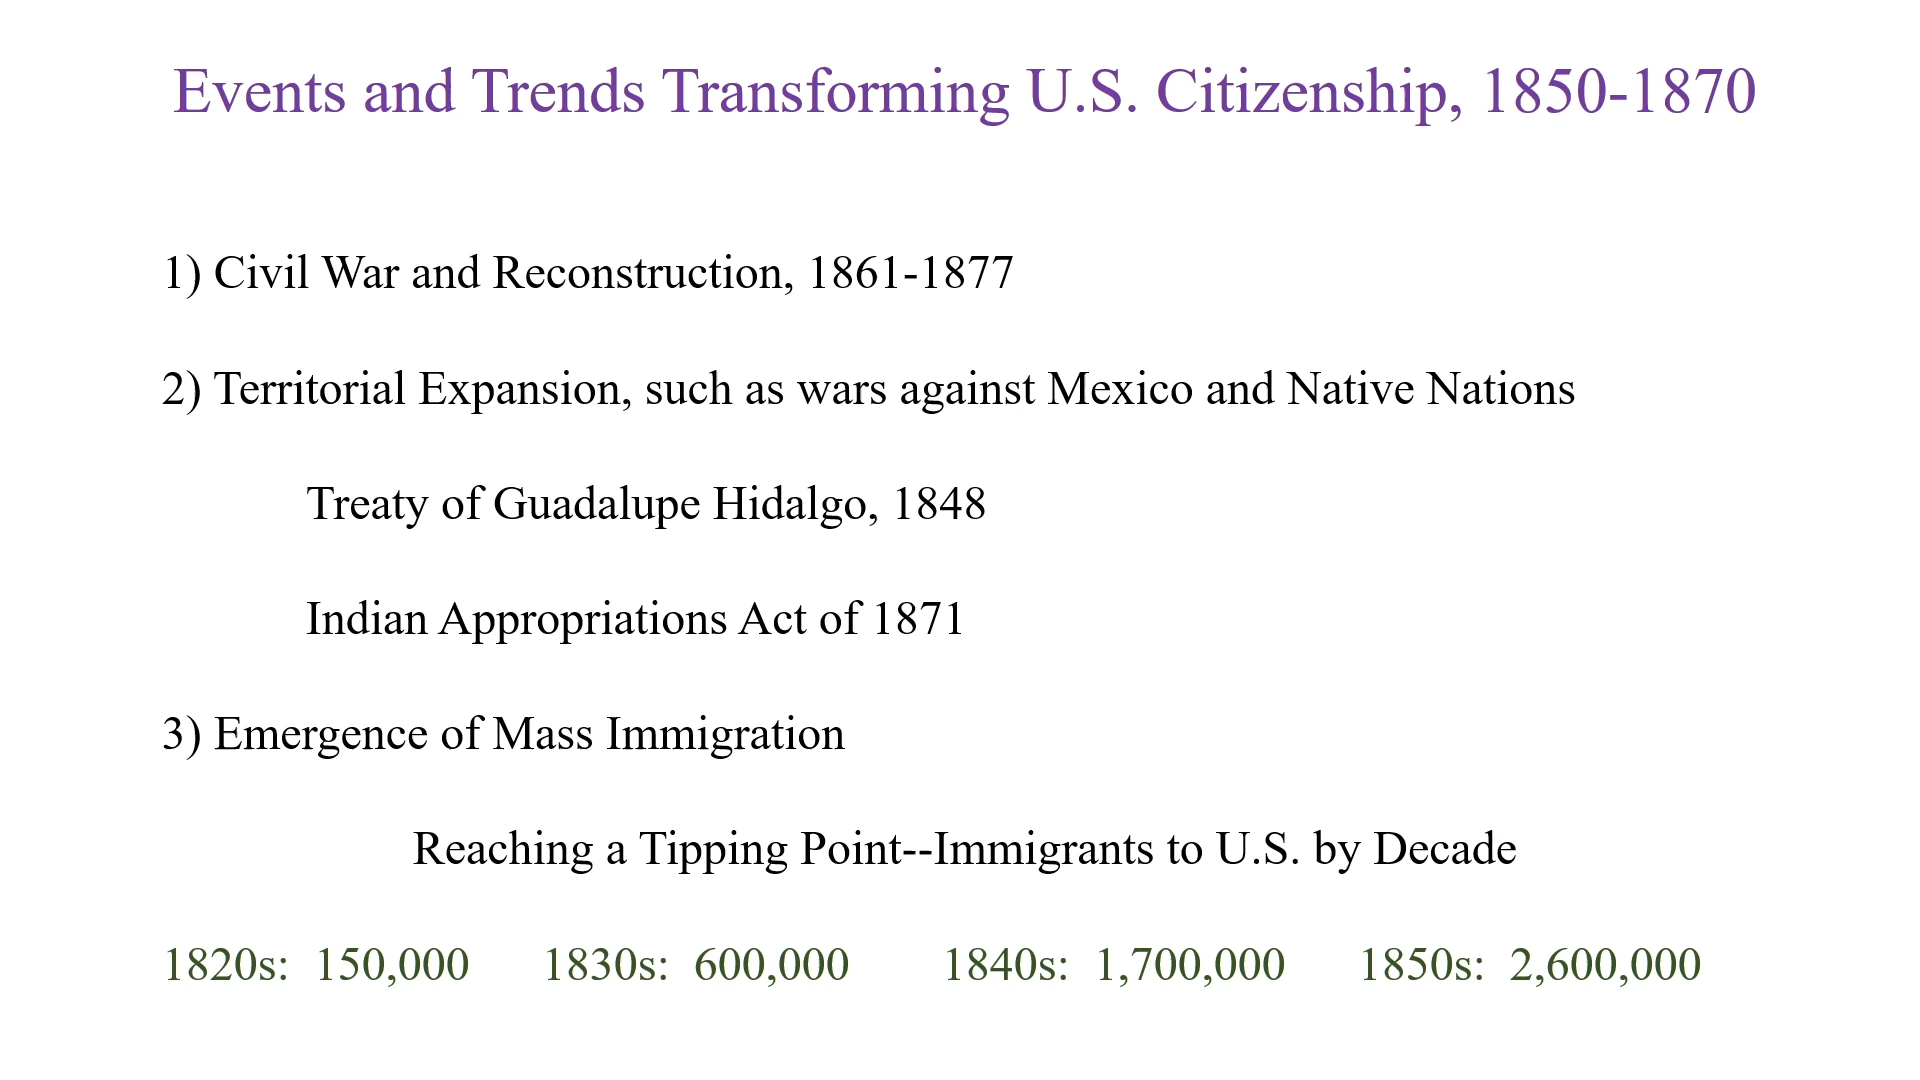 Events and Trends Transforming U.S. Citizenship, 1850-1870
1) Civil War and Reconstruction, 1861-1877
2) Territorial Expansion, such as wars against Mexico and Native Nations
Treaty of Guadalupe Hidalgo, 1848
Indian Appropriations Act of 1871
3) Emergence of Mass Immigration
Reaching a Tipping Point--Immigrants to U.S. by Decade
1820s: 150,000 1830s: 600,000 1840s: 1,700,000 1850s: 2,600,000